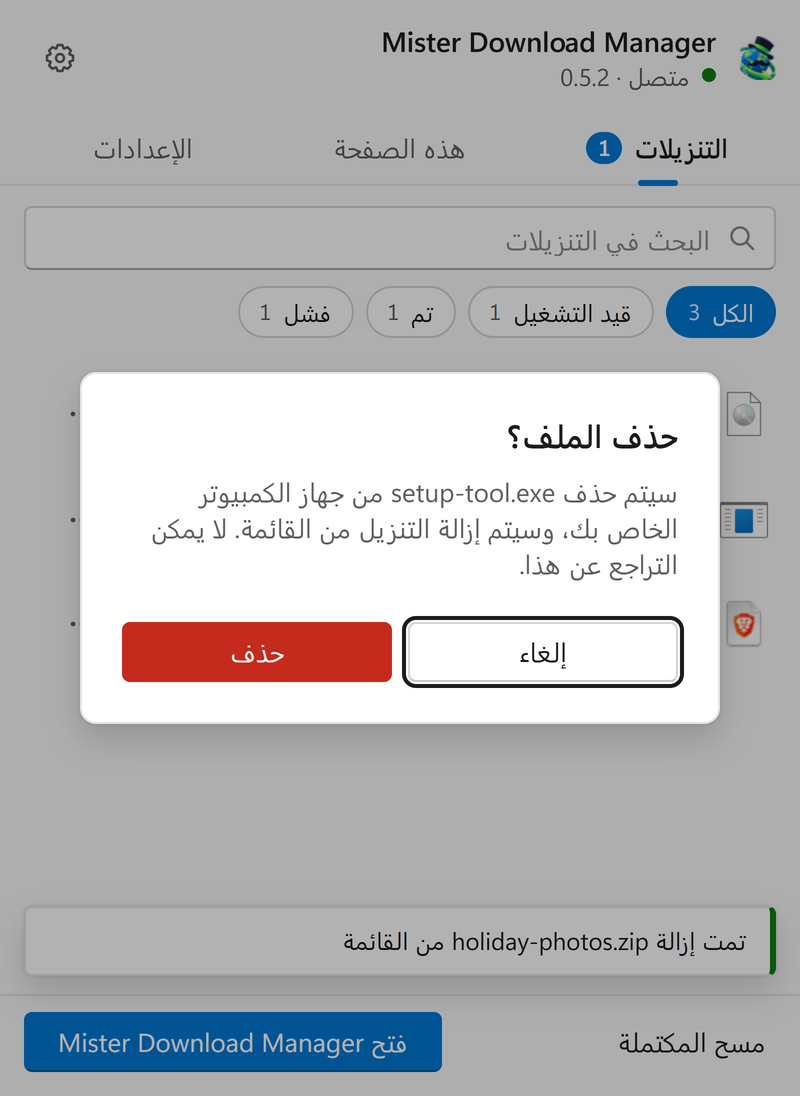 Mister Download Manager
متصل · 0.5.2
التنزيلات 1
هذه الصفحة
الإعدادات
البحث في التنزيلات
الكل 3
قيد التشغيل 1
تم 1
فشل 1
حذف الملف؟
سيتم حذف setup-tool.exe من جهاز الكمبيوتر
الخاص بك، وسيتم إزالة التنزيل من القائمة. لا يمكن
التراجع عن هذا.
إلغاء
حذف
تمت إزالة holiday-photos.zip من القائمة
مسح المكتملة
فتح Mister Download Manager